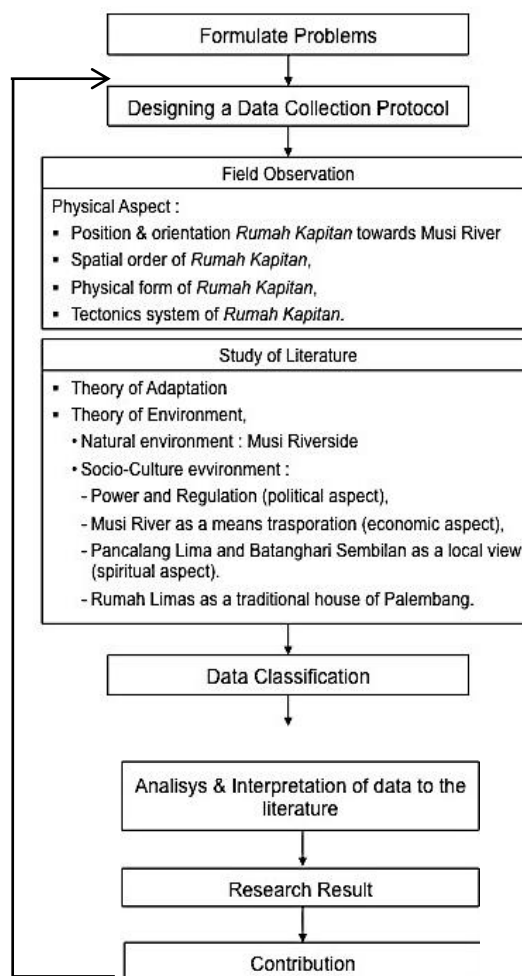 Formulate Problems
Designing a Data Collection Protocol
Field Observation
Physical Aspect :
▪ Position & orientation Rumah Kapitan towards Musi River
▪ Spatial order of Rumah Kapitan,
▪ Physical form of Rumah Kapitan,
▪ Tectonics system of Rumah Kapitan.
Study of Literature
▪ Theory of Adaptation
▪ Theory of Environment,
• Natural environment : Musi Riverside
• Socio-Culture evvironment :
- Power and Regulation (political aspect),
- Musi River as a means trasporation (economic aspect),
- Pancalang Lima and Batanghari Sembilan as a local view
(spiritual aspect).
- Rumah Limas as a traditional house of Palembang.
Data Classification
Analisys & Interpretation of data to the
literature
Research Result
Contribution